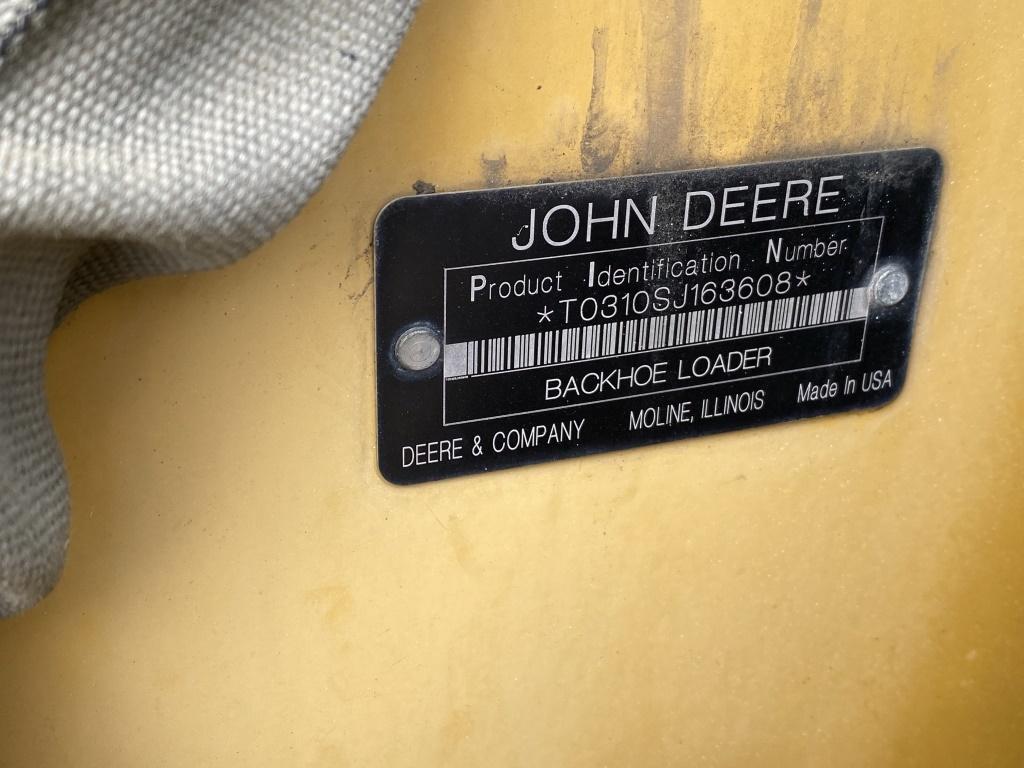 JOHN DEERE
Product Identification Number
*T0310SJ163608*
BACKHOE LOADER
DEERE & COMPANY MOLINE, ILLINOIS Made In USA